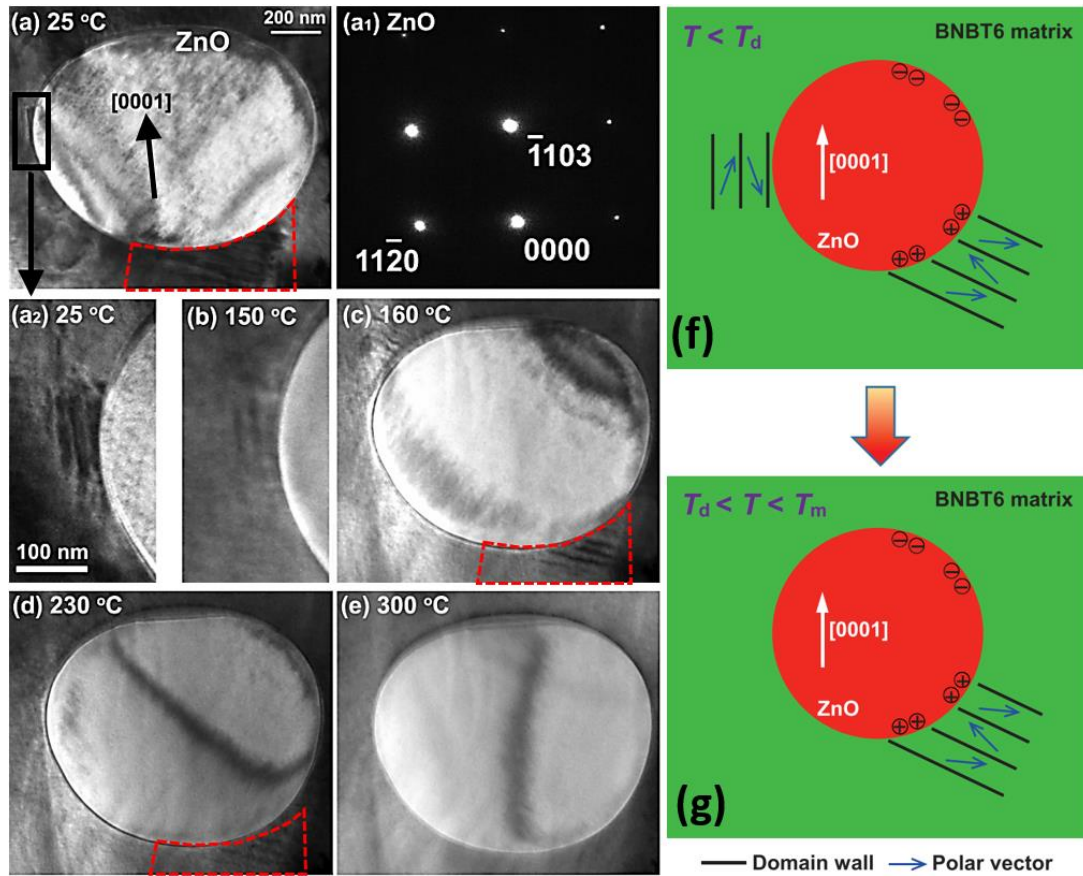 (a) 25 °C
ZnO
200 nm
[0001]
(a₁) ZnO
1̅103
112̅0
0000
(a₂) 25 °C
100 nm
(b) 150 °C
(c) 160 °C
(d) 230 °C
(e) 300 °C
T < Td
BNBT6 matrix
[0001]
ZnO
(f)
Td < T < Tm
BNBT6 matrix
[0001]
ZnO
(g)
Domain wall
Polar vector